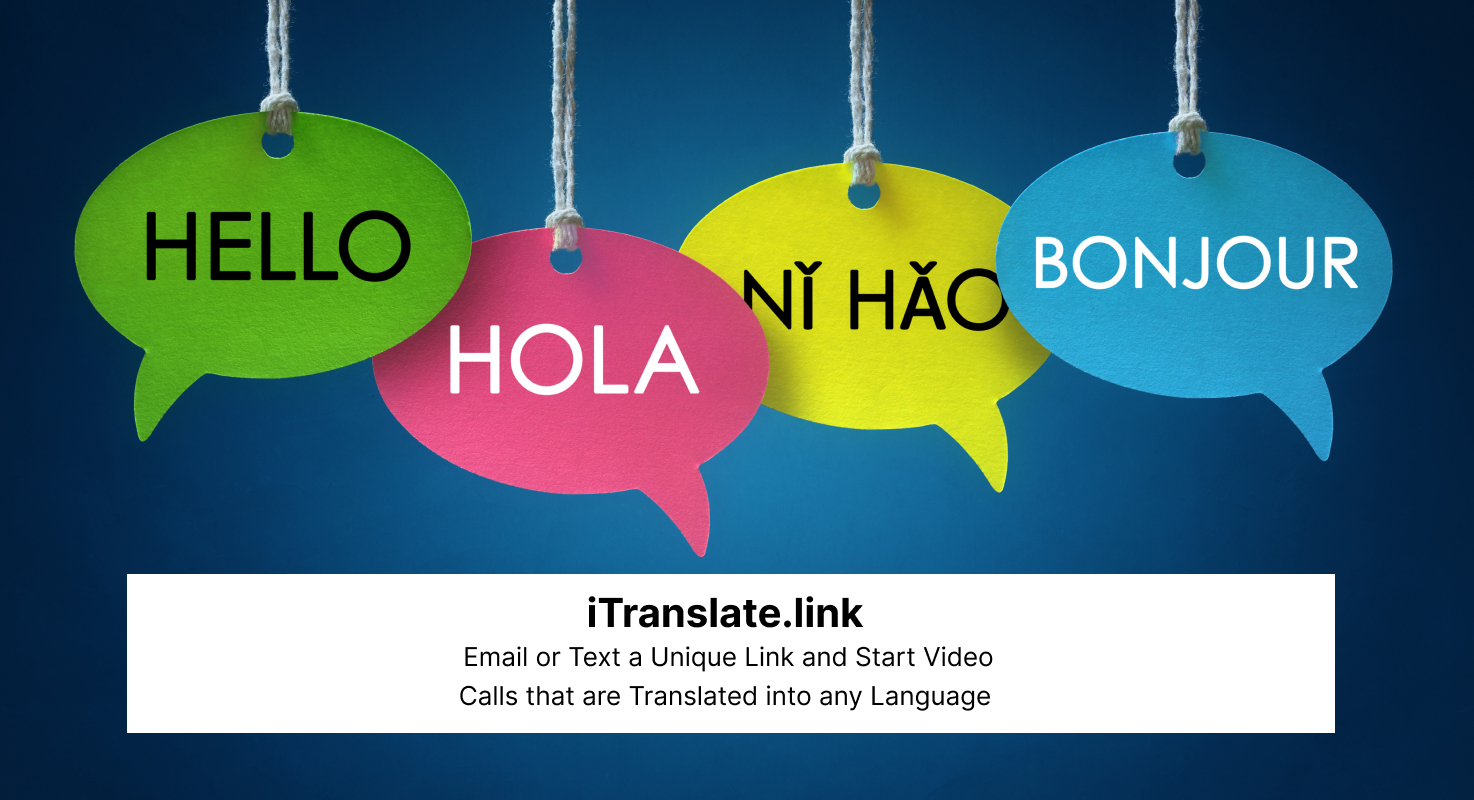 HELLO
HOLA
NǏ HǍO
BONJOUR
iTranslate.link
Email or Text a Unique Link and Start Video
Calls that are Translated into any Language